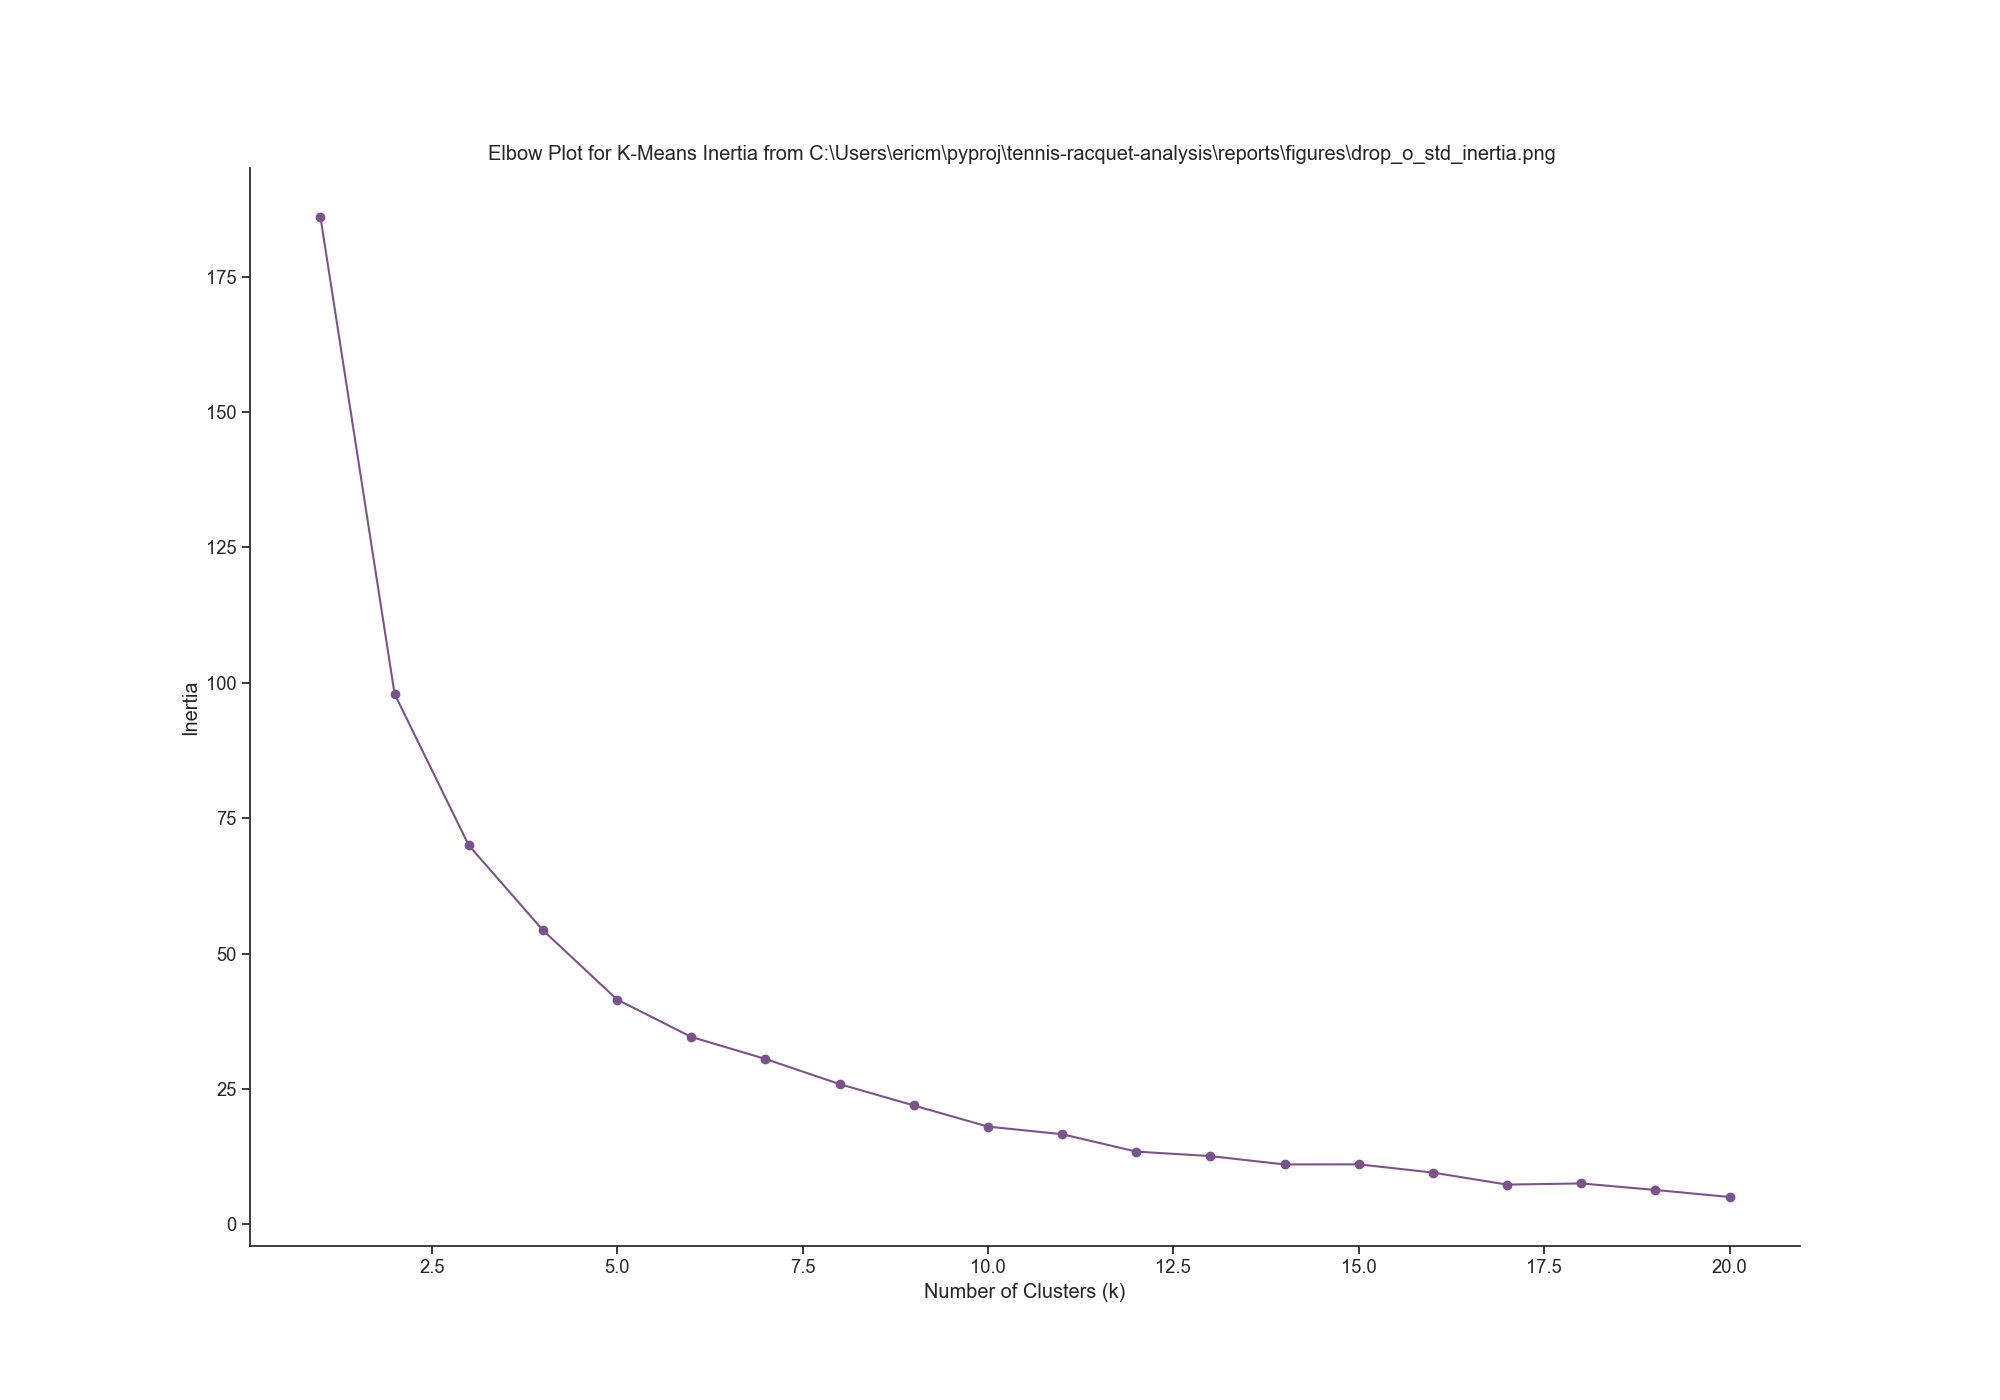 Elbow Plot for K-Means Inertia from C:\Users\ericm\pyproj\tennis-racquet-analysis\reports\figures\drop_o_std_inertia.png
175
150
125
100
75
50
25
0
Inertia
2.5 5.0 7.5 10.0 12.5 15.0 17.5 20.0
Number of Clusters (k)